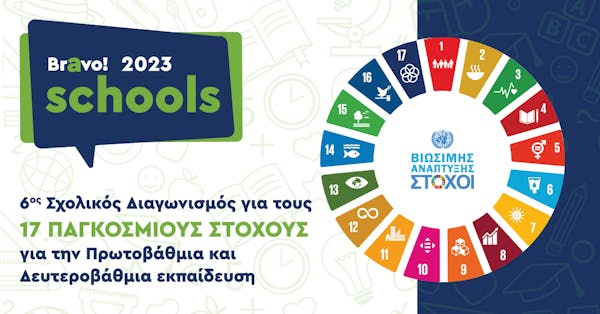 Bravo! 2023
schools
6ος Σχολικός Διαγωνισμός για τους
17 ΠΑΓΚΟΣΜΙΟΥΣ ΣΤΟΧΟΥΣ
για την Πρωτοβάθμια και
Δευτεροβάθμια εκπαίδευση
ΒΙΩΣΙΜΗΣ
ΑΝΑΠΤΥΞΗΣ
ΣΤΟΧΟΙ
1
2
3
4
5
6
7
8
9
10
11
12
13
14
15
16
17
A
B
C